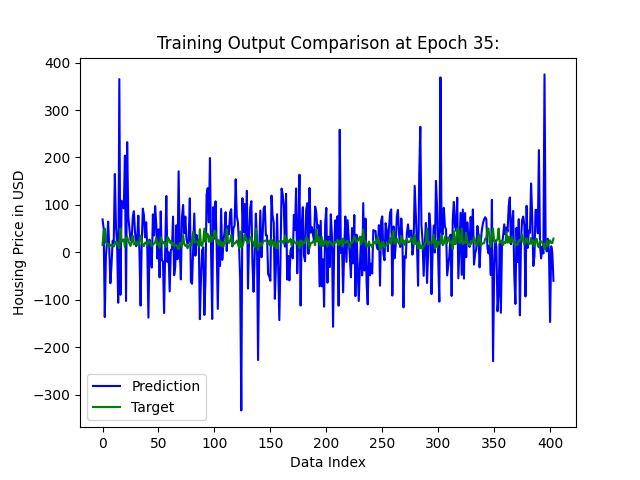 Training Output Comparison at Epoch 35:
Housing Price in USD
400
300
200
100
0
−100
−200
−300
Prediction
Target
0 50 100 150 200 250 300 350 400
Data Index